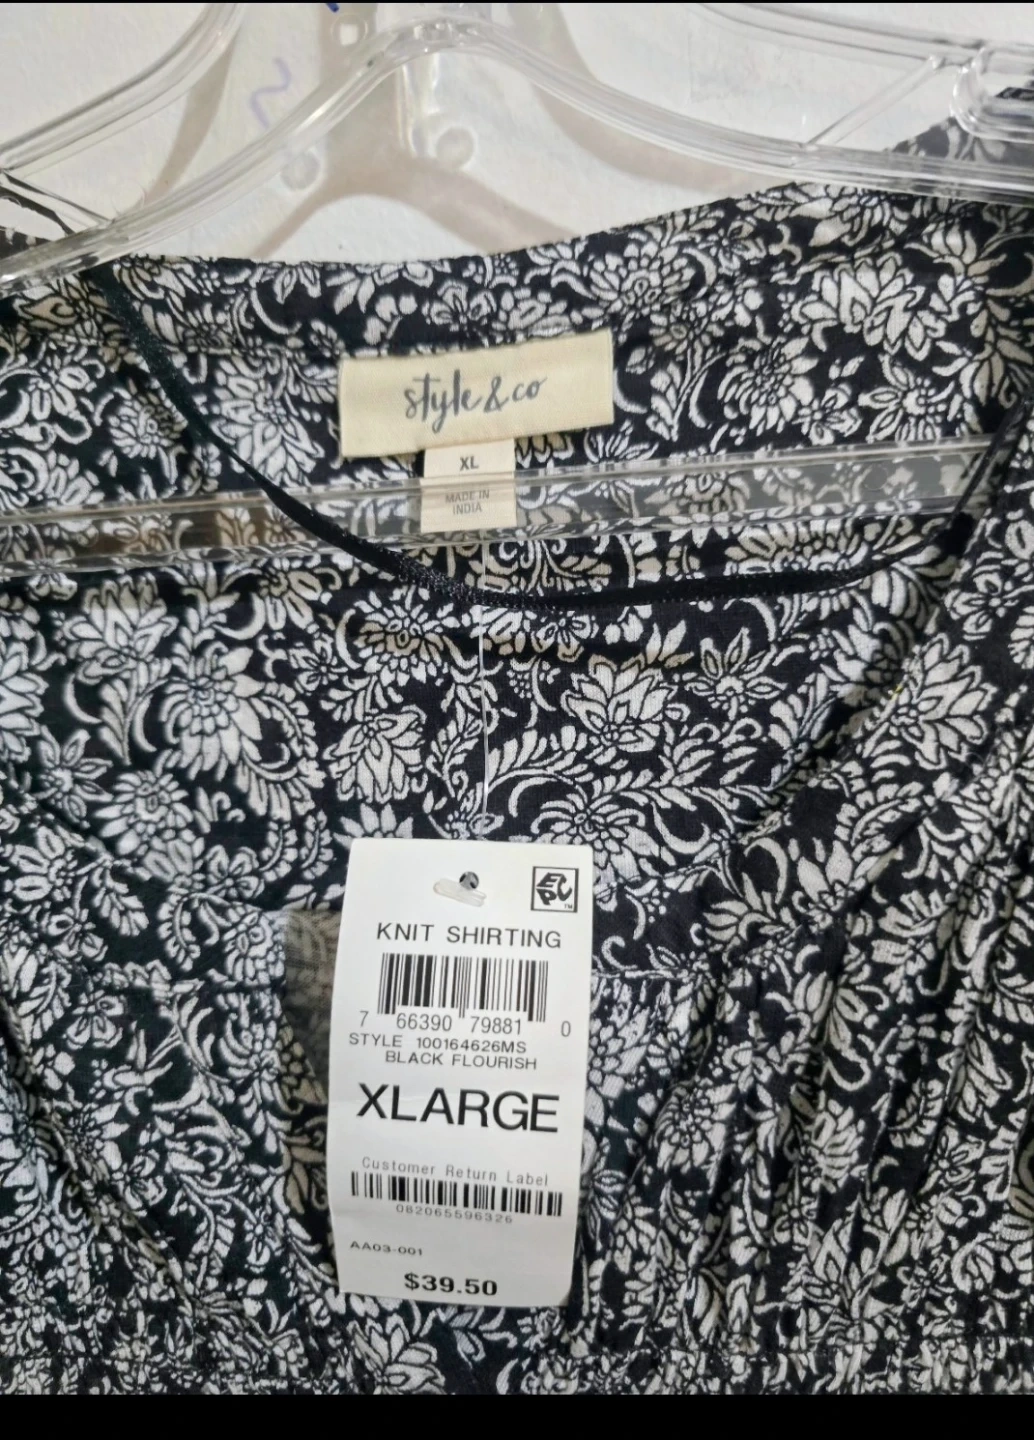 style & co
XL
MADE IN
INDIA
EPC™
KNIT SHIRTING
7 66390 79881 0
STYLE 100164626MS
BLACK FLOURISH
XLARGE
Customer Return Label
082065596326
AA03-001
$39.50